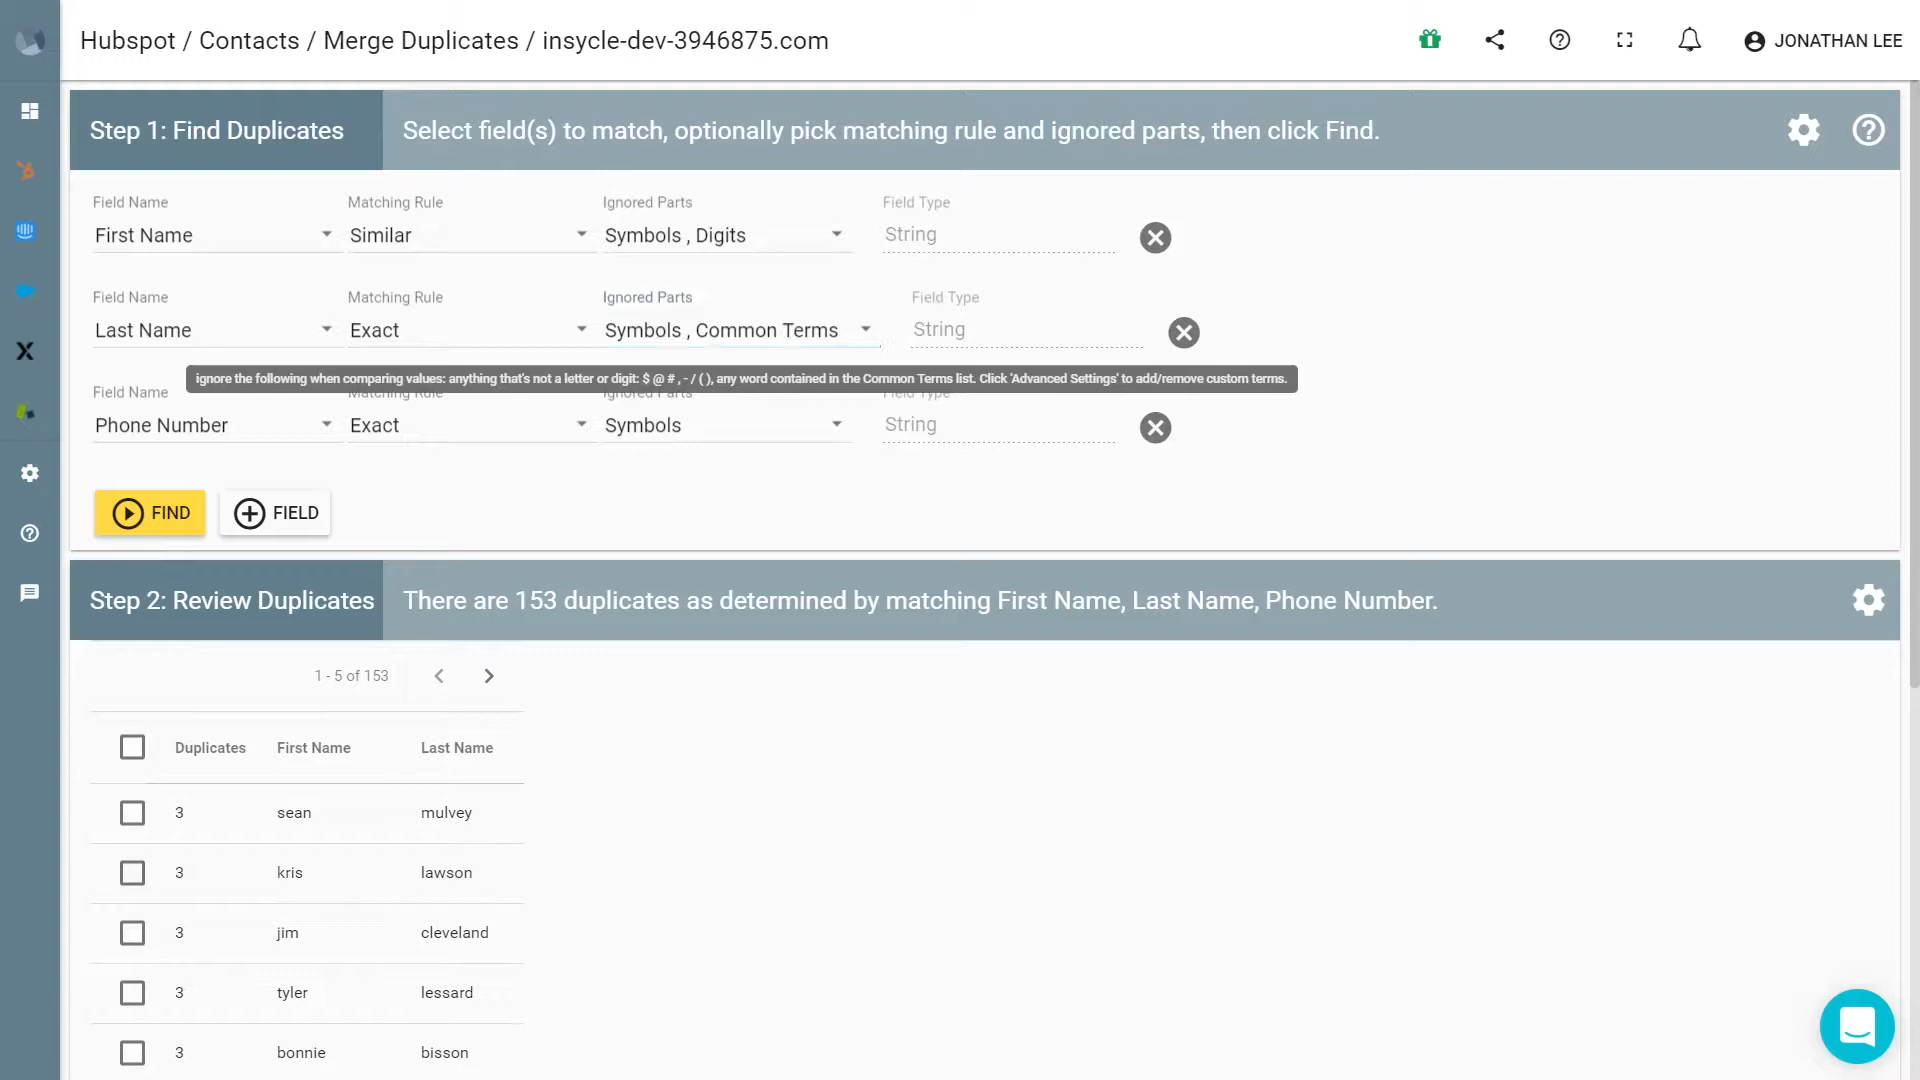 Hubspot / Contacts / Merge Duplicates / insycle-dev-3946875.com
JONATHAN LEE
Step 1: Find Duplicates
Select field(s) to match, optionally pick matching rule and ignored parts, then click Find.
Field Name Matching Rule Ignored Parts Field Type
First Name Similar Symbols , Digits String
Field Name Matching Rule Ignored Parts Field Type
Last Name Exact Symbols , Common Terms String
ignore the following when comparing values: anything that's not a letter or digit: $ @ # , - / ( ), any word contained in the Common Terms list. Click 'Advanced Settings' to add/remove custom terms.
Field Name Matching Rule Ignored Parts Field Type
Phone Number Exact Symbols String
FIND FIELD
Step 2: Review Duplicates
There are 153 duplicates as determined by matching First Name, Last Name, Phone Number.
1 - 5 of 153
Duplicates First Name Last Name
3 sean mulvey
3 kris lawson
3 jim cleveland
3 tyler lessard
3 bonnie bisson